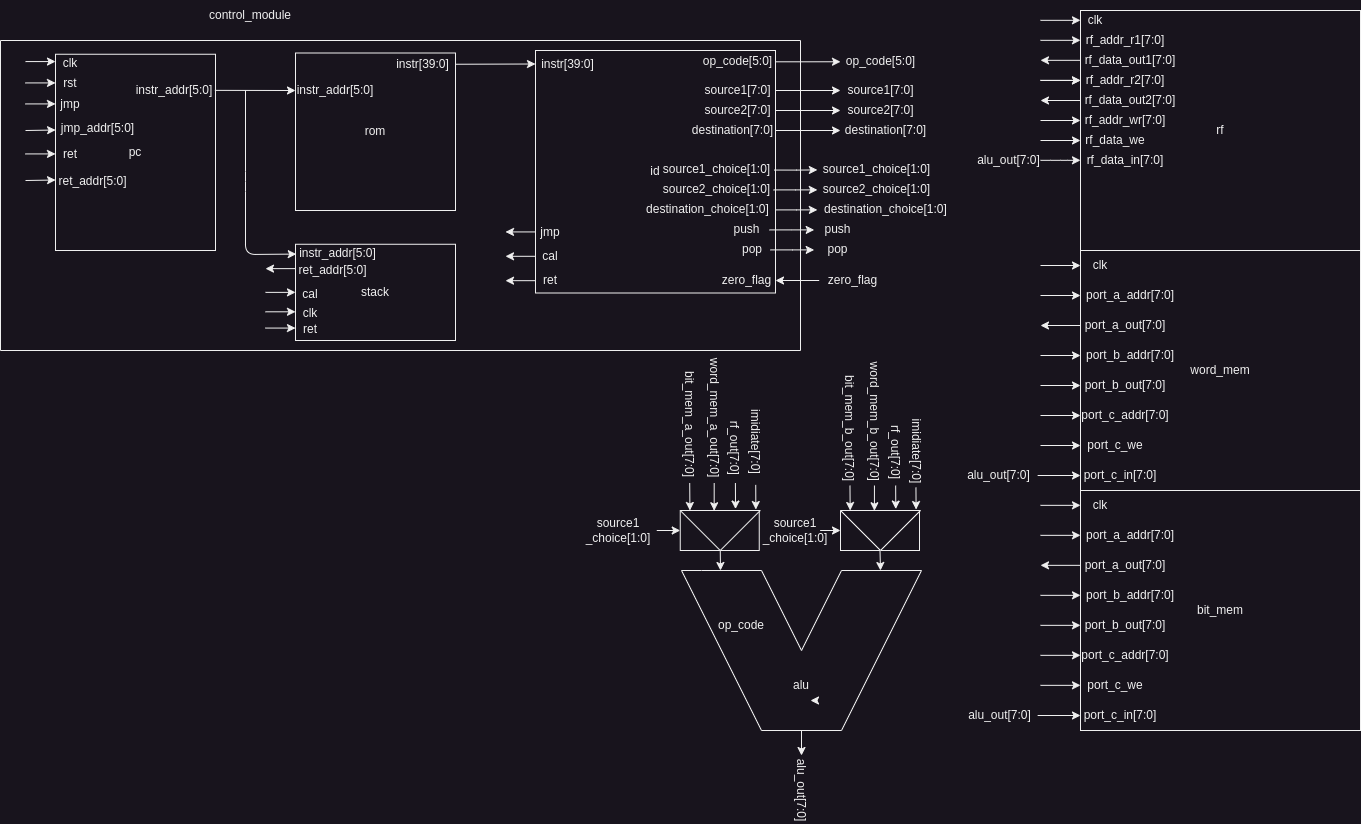 control_module
clk
rst
jmp
jmp_addr[5:0]
ret
ret_addr[5:0]
pc
instr_addr[5:0]
instr[39:0]
instr_addr[5:0]
rom
instr_addr[5:0]
ret_addr[5:0]
cal
stack
clk
ret
instr[39:0]
id
op_code[5:0]
source1[7:0]
source2[7:0]
destination[7:0]
source1_choice[1:0]
source2_choice[1:0]
destination_choice[1:0]
push
pop
zero_flag
jmp
cal
ret
op_code[5:0]
source1[7:0]
source2[7:0]
destination[7:0]
source1_choice[1:0]
source2_choice[1:0]
destination_choice[1:0]
push
pop
zero_flag
bit_mem_a_out[7:0]
word_mem_a_out[7:0]
rf_out[7:0]
imidiate[7:0]
bit_mem_b_out[7:0]
word_mem_b_out[7:0]
rf_out[7:0]
imidiate[7:0]
source1
_choice[1:0]
source1
_choice[1:0]
op_code
alu
alu_out[7:0]
clk
rf_addr_r1[7:0]
rf_data_out1[7:0]
rf_addr_r2[7:0]
rf_data_out2[7:0]
rf_addr_wr[7:0]
rf_data_we
alu_out[7:0]
rf_data_in[7:0]
rf
clk
port_a_addr[7:0]
port_a_out[7:0]
port_b_addr[7:0]
port_b_out[7:0]
port_c_addr[7:0]
port_c_we
alu_out[7:0]
port_c_in[7:0]
word_mem
clk
port_a_addr[7:0]
port_a_out[7:0]
port_b_addr[7:0]
port_b_out[7:0]
port_c_addr[7:0]
port_c_we
alu_out[7:0]
port_c_in[7:0]
bit_mem